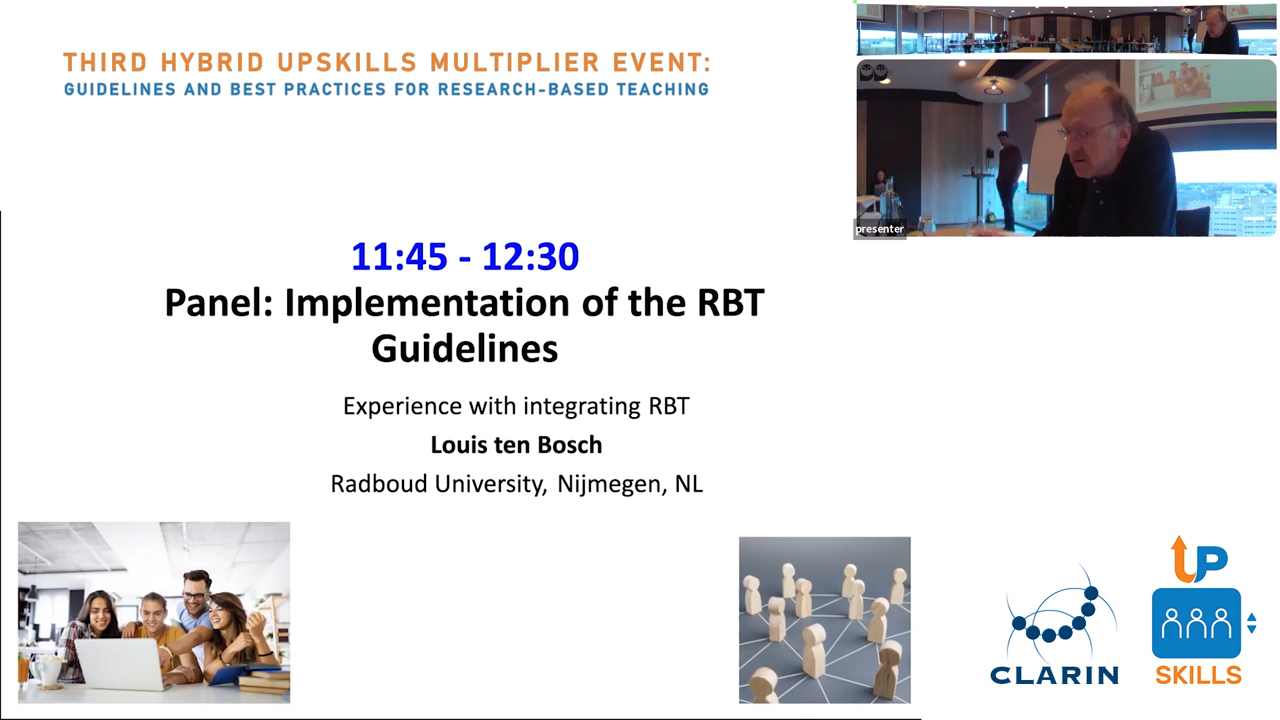 THIRD HYBRID UPSKILLS MULTIPLIER EVENT:
GUIDELINES AND BEST PRACTICES FOR RESEARCH-BASED TEACHING
presenter
11:45 - 12:30
Panel: Implementation of the RBT
Guidelines
Experience with integrating RBT
Louis ten Bosch
Radboud University, Nijmegen, NL
CLARIN
UP
SKILLS